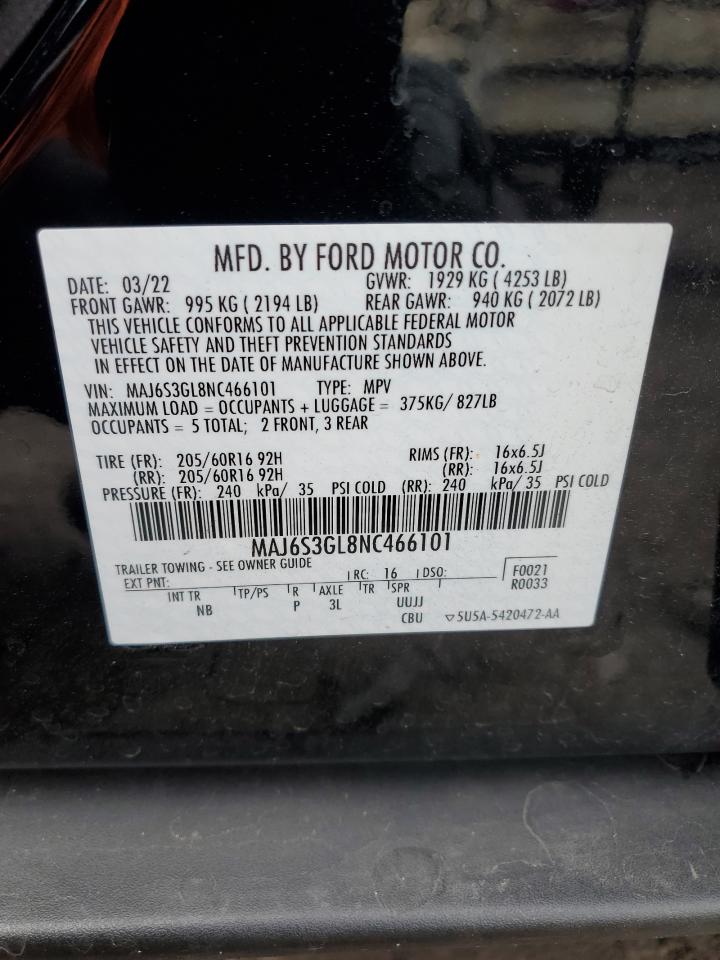 MFD. BY FORD MOTOR CO.
DATE: 03/22 GVWR: 1929 KG ( 4253 LB)
FRONT GAWR: 995 KG ( 2194 LB) REAR GAWR: 940 KG ( 2072 LB)
THIS VEHICLE CONFORMS TO ALL APPLICABLE FEDERAL MOTOR
VEHICLE SAFETY AND THEFT PREVENTION STANDARDS
IN EFFECT ON THE DATE OF MANUFACTURE SHOWN ABOVE.
VIN: MAJ6S3GL8NC466101 TYPE: MPV
MAXIMUM LOAD = OCCUPANTS + LUGGAGE = 375KG/ 827LB
OCCUPANTS = 5 TOTAL; 2 FRONT, 3 REAR
TIRE (FR): 205/60R16 92H RIMS (FR): 16x6.5J
(RR): 205/60R16 92H (RR): 16x6.5J
PRESSURE (FR): 240 kPa/ 35 PSI COLD (RR): 240 kPa/ 35 PSI COLD
MAJ6S3GL8NC466101
TRAILER TOWING - SEE OWNER GUIDE
EXT PNT: RC: 16 DSO: F0021
R0033
INT TR TP/PS R AXLE TR SPR
NB P 3L UUJJ
CBU 5U5A-5420472-AA